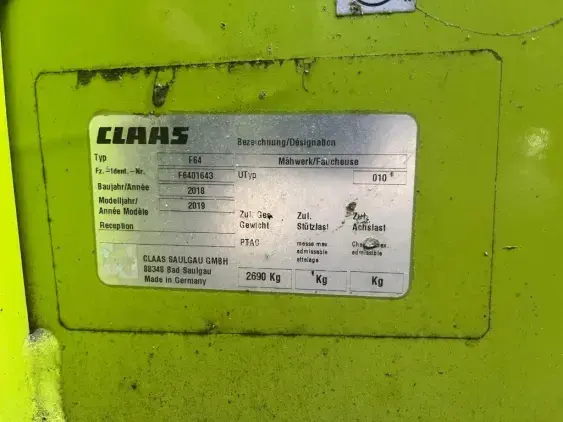 CLAAS
Bezeichnung/Désignation
Typ F64 Mähwerk/Faucheuse
Fz.-Ident.-Nr. F6401643 UTyp 010
Baujahr/Année 2018
Modelljahr/ Année Modèle 2019
Reception
Zul. Ges. Gewicht
PTAC
2690 Kg
Zul. Stützlast
masse max admissible attelage
Kg
Zul. Achslast
admissible
Kg
CLAAS SAULGAU GMBH
88348 Bad Saulgau
Made in Germany